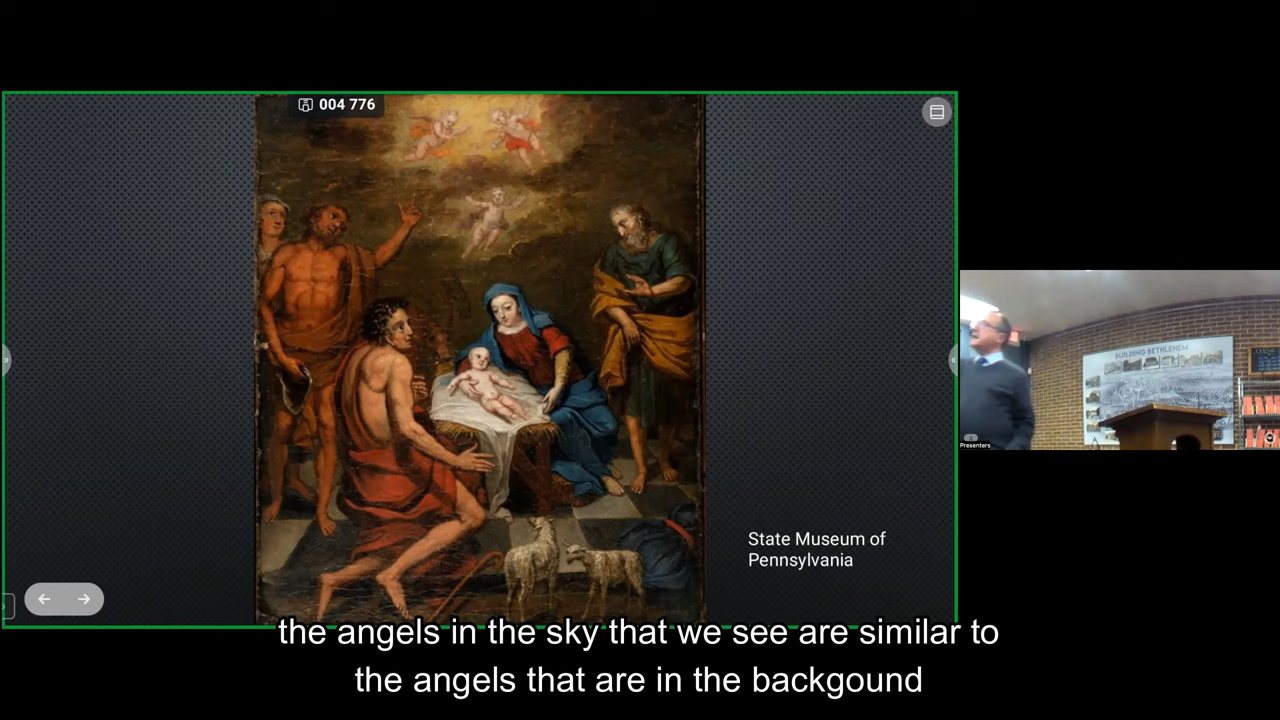 004 776
State Museum of
Pennsylvania
BUILDING BETHLEHEM
Presenters
the angels in the sky that we see are similar to
the angels that are in the backgound